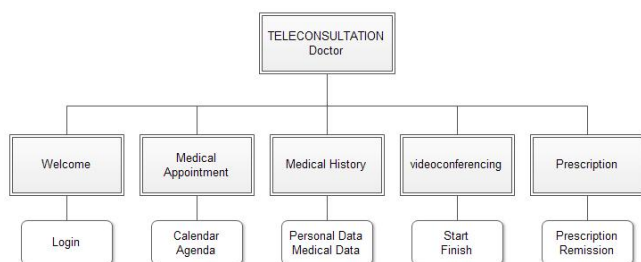 TELECONSULTATION
Doctor
Welcome
Medical
Appointment
Medical History
videoconferencing
Prescription
Login
Calendar
Agenda
Personal Data
Medical Data
Start
Finish
Prescription
Remission